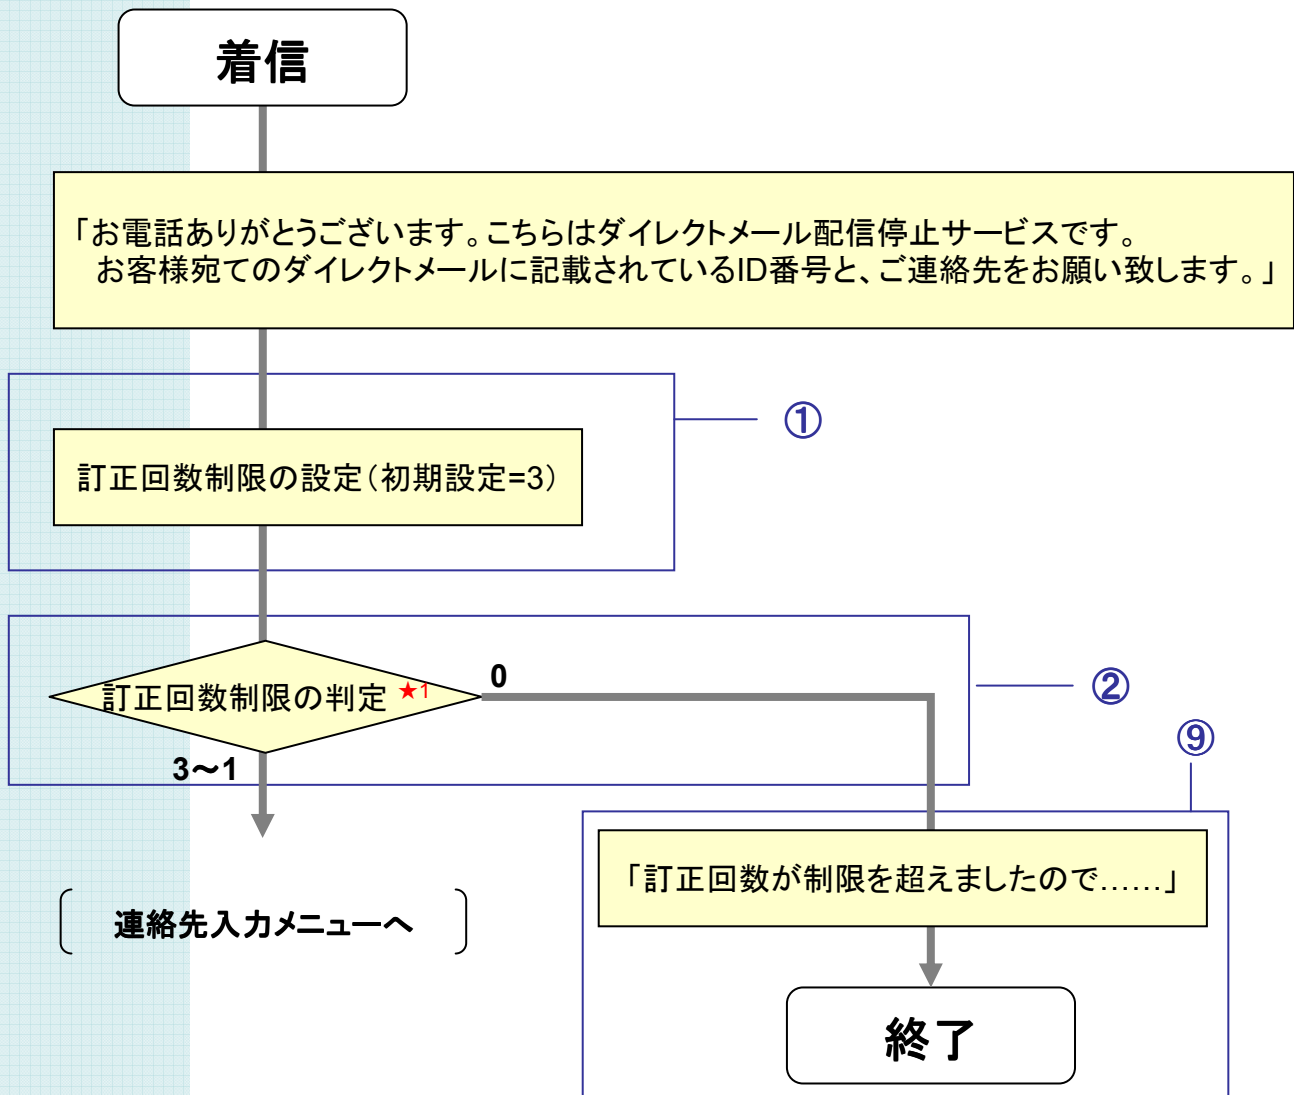 着信
「お電話ありがとうございます。こちらはダイレクトメール配信停止サービスです。
お客様宛てのダイレクトメールに記載されているID番号と、ご連絡先をお願い致します。」
①
訂正回数制限の設定(初期設定=3)
訂正回数制限の判定 ★1
0
②
3～1
⑨
「訂正回数が制限を超えましたので……」
連絡先入力メニューへ
終了